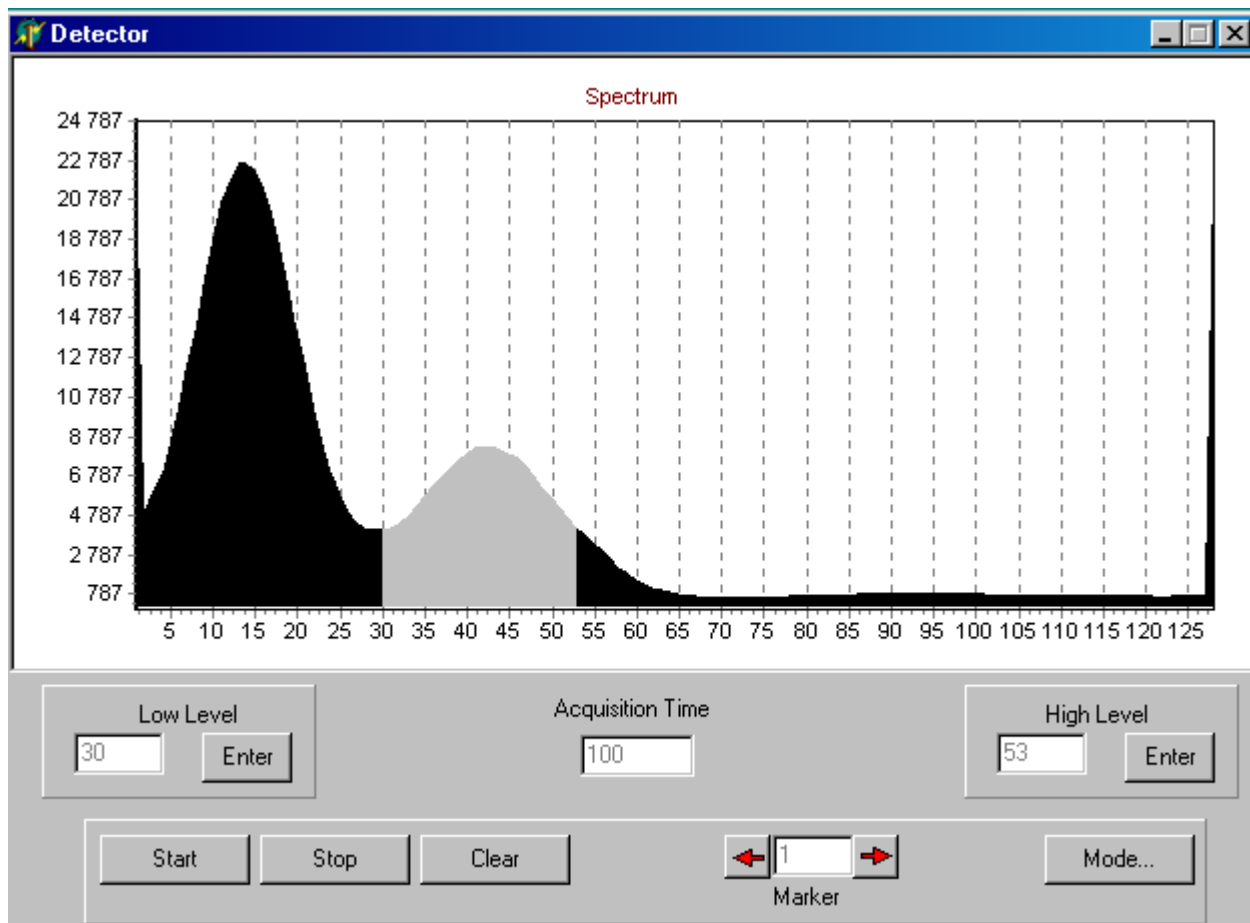 Detector
Spectrum
24 787
22 787
20 787
18 787
16 787
14 787
12 787
10 787
8 787
6 787
4 787
2 787
787
5 10 15 20 25 30 35 40 45 50 55 60 65 70 75 80 85 90 95 100 105 110 115 120 125
Low Level
30 Enter
Acquisition Time
100
High Level
53 Enter
Start Stop Clear 1 Mode...
Marker